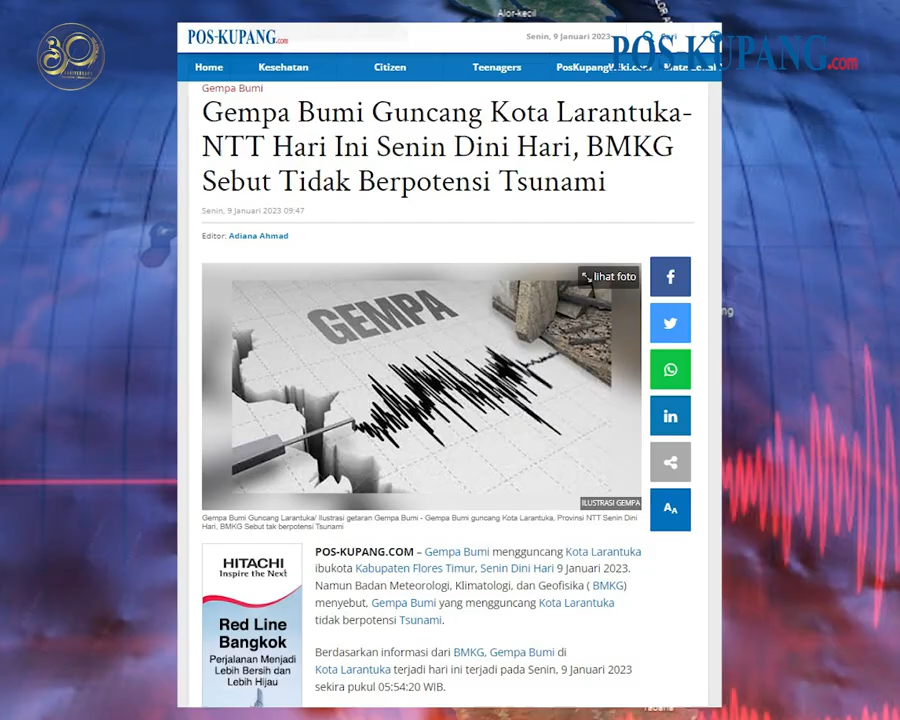 Alor-kecil
30
POS-KUPANG.com
Senin, 9 Januari 2023
Cari
POS-KUPANG.com
Home
Kesehatan
Citizen
Teenagers
PosKupangWiki.com
Gempa Bumi
Gempa Bumi Guncang Kota Larantuka-
NTT Hari Ini Senin Dini Hari, BMKG
Sebut Tidak Berpotensi Tsunami
Senin, 9 Januari 2023 09:47
Editor: Adiana Ahmad
lihat foto
GEMPA
ILUSTRASI GEMPA
Gempa Bumi Guncang Larantuka/ Ilustrasi getaran Gempa Bumi - Gempa Bumi guncang Kota Larantuka, Provinsi NTT Senin Dini
Hari, BMKG Sebut tak berpotensi Tsunami
HITACHI
Inspire the Next
Red Line
Bangkok
Perjalanan Menjadi
Lebih Bersih dan
Lebih Hijau
POS-KUPANG.COM – Gempa Bumi mengguncang Kota Larantuka
ibukota Kabupaten Flores Timur, Senin Dini Hari 9 Januari 2023.
Namun Badan Meteorologi, Klimatologi, dan Geofisika ( BMKG)
menyebut, Gempa Bumi yang mengguncang Kota Larantuka
tidak berpotensi Tsunami.
Berdasarkan informasi dari BMKG, Gempa Bumi di
Kota Larantuka terjadi hari ini terjadi pada Senin, 9 Januari 2023
sekira pukul 05:54:20 WIB.